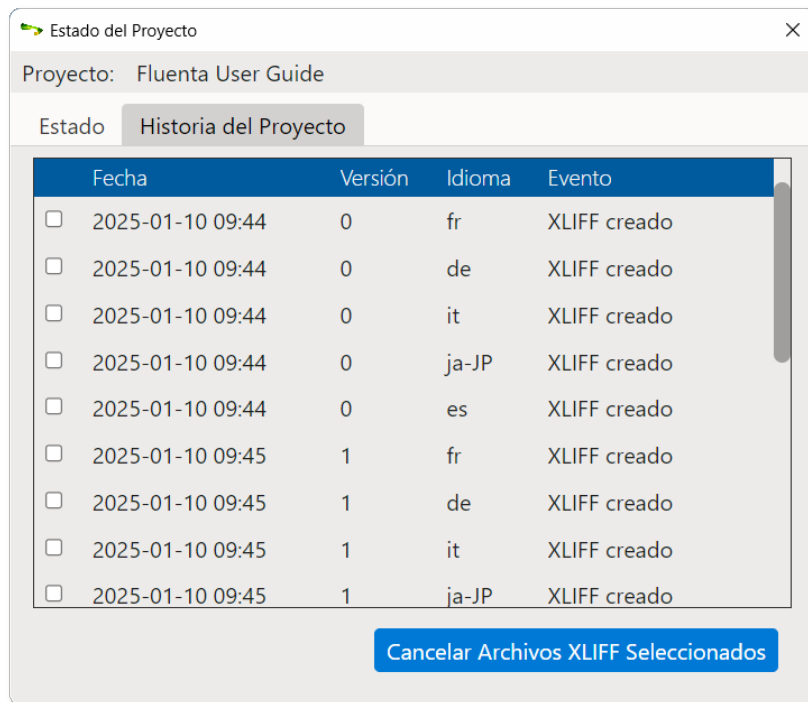 Estado del Proyecto
Proyecto: Fluenta User Guide
Estado Historia del Proyecto
Fecha Versión Idioma Evento
2025-01-10 09:44 0 fr XLIFF creado
2025-01-10 09:44 0 de XLIFF creado
2025-01-10 09:44 0 it XLIFF creado
2025-01-10 09:44 0 ja-JP XLIFF creado
2025-01-10 09:44 0 es XLIFF creado
2025-01-10 09:45 1 fr XLIFF creado
2025-01-10 09:45 1 de XLIFF creado
2025-01-10 09:45 1 it XLIFF creado
2025-01-10 09:45 1 ja-JP XLIFF creado
Cancelar Archivos XLIFF Seleccionados